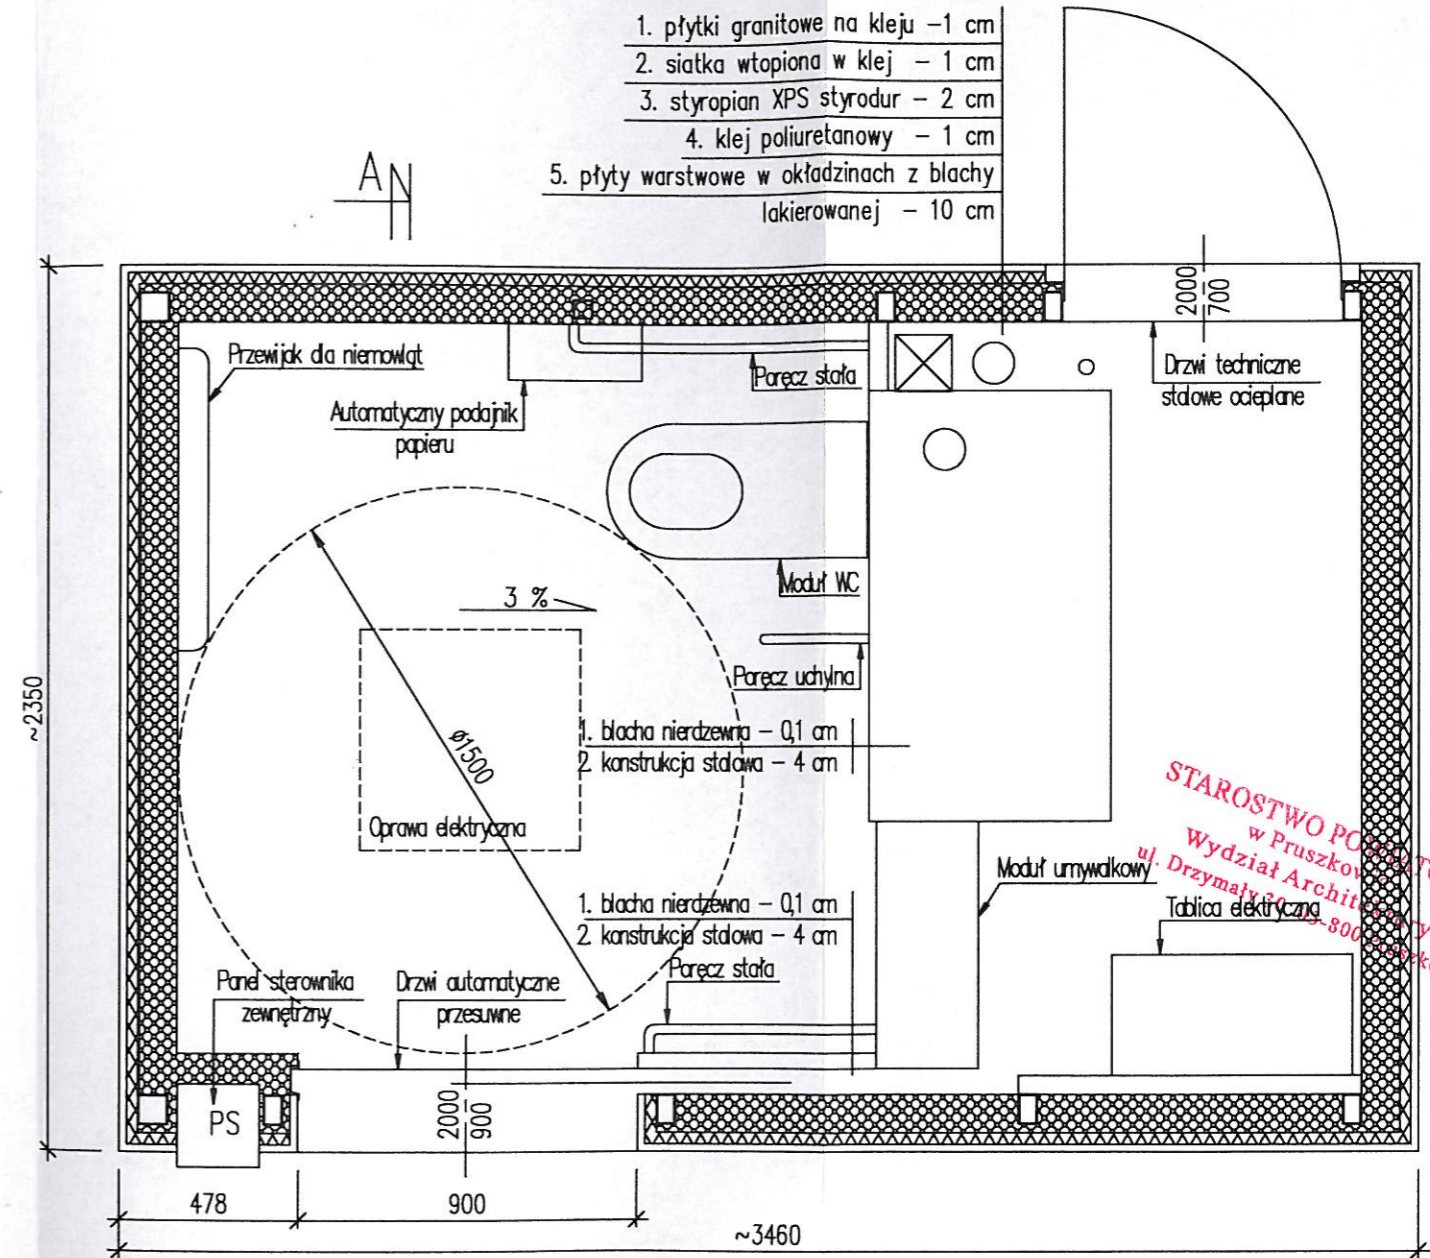 1. płytki granitowe na kleju -1 cm
2. siatka wtopiona w klej - 1 cm
3. styropian XPS styrodur - 2 cm
4. klej poliuretanowy - 1 cm
5. płyty warstwowe w okładzinach z blachy
lakierowanej - 10 cm
A
2000
700
Przewijak dla niemowląt
Automatyczny podajnik
papieru
Poręcz stała
Drzwi techniczne
stalowe ocieplane
Moduł WC
3 %
Poręcz uchylna
~2350
ø1500
1. blacha nierdzewna - 0,1 cm
2. konstrukcja stalowa - 4 cm
Oprawa elektryczna
STAROSTWO
w Pruszkow
Wydział
ul. Drzymały
Moduł umywalkowy
Tablica elektryczna
1. blacha nierdzewna - 0,1 cm
2. konstrukcja stalowa - 4 cm
Poręcz stała
Panel sterownika
zewnętrzny
Drzwi automatyczne
przesuwne
PS
2000
900
478
900
~3460